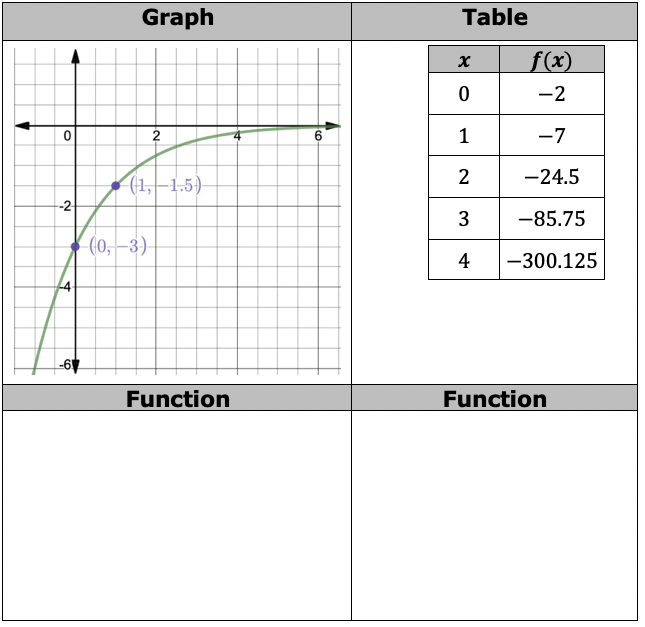 Graph
Table
0 2 4 6
-2
-4
-6
(1, −1.5)
(0, −3)
x f(x)
0 −2
1 −7
2 −24.5
3 −85.75
4 −300.125
Function
Function